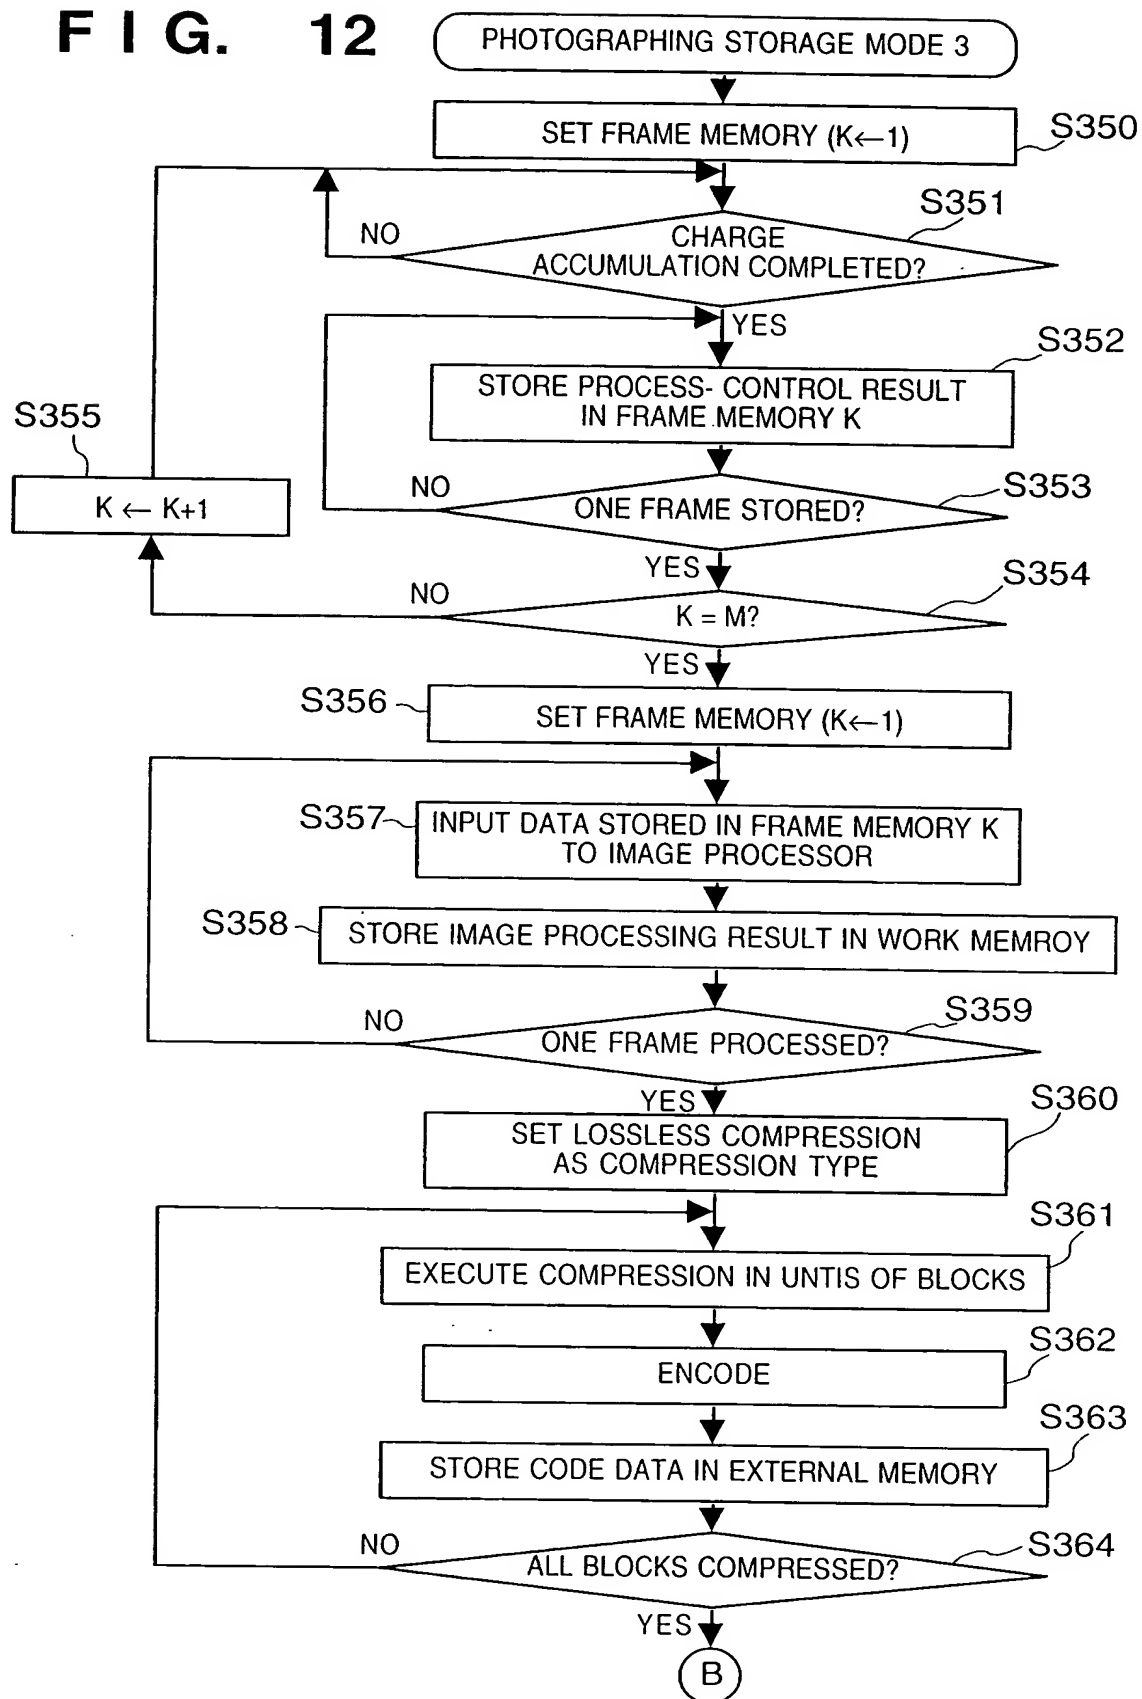 FIG. 12
PHOTOGRAPHING STORAGE MODE 3
SET FRAME MEMORY (K←1)
S350
S351
NO
CHARGE
ACCUMULATION COMPLETED?
YES
S352
STORE PROCESS- CONTROL RESULT
IN FRAME MEMORY K
S355
K ← K+1
NO
S353
ONE FRAME STORED?
YES
S354
NO
K = M?
YES
S356
SET FRAME MEMORY (K←1)
S357
INPUT DATA STORED IN FRAME MEMORY K
TO IMAGE PROCESSOR
S358
STORE IMAGE PROCESSING RESULT IN WORK MEMROY
S359
NO
ONE FRAME PROCESSED?
YES
S360
SET LOSSLESS COMPRESSION
AS COMPRESSION TYPE
S361
EXECUTE COMPRESSION IN UNTIS OF BLOCKS
S362
ENCODE
S363
STORE CODE DATA IN EXTERNAL MEMORY
NO
S364
ALL BLOCKS COMPRESSED?
YES
B